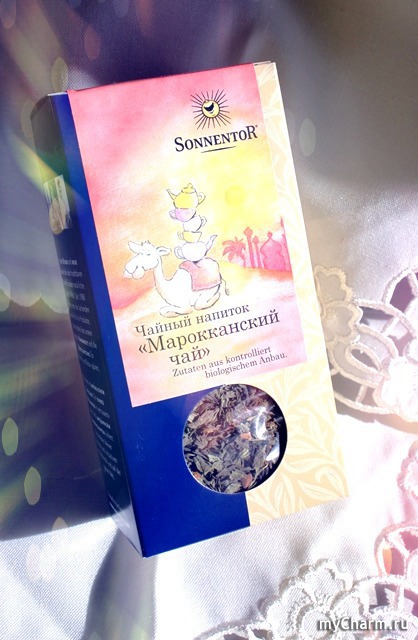 SONNENTOR
Чайный напиток
«Марокканский
чай»
Zutaten aus kontrolliert
biologischem Anbau.
myCharm.ru